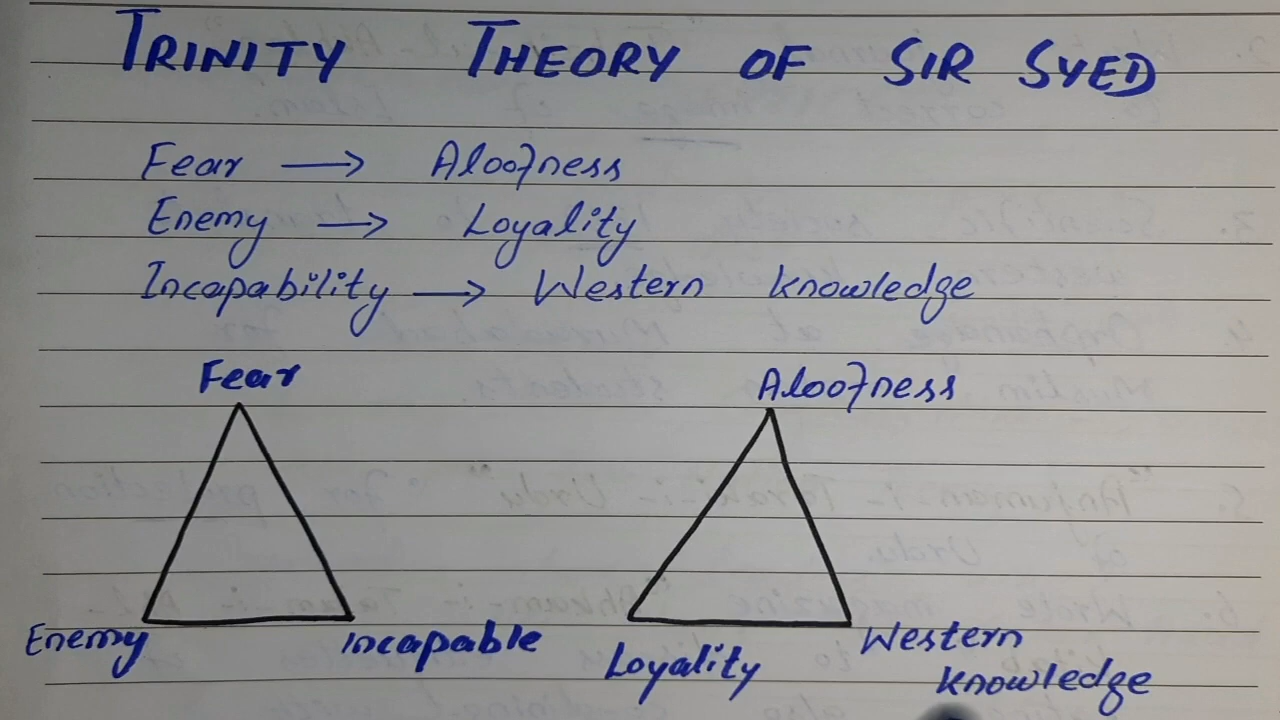 TRINITY THEORY OF SIR SYED
Fear → Aloofness
Enemy → Loyality
Incapability → Western knowledge
Fear
Aloofness
Enemy
Incapable
Loyality
Western
knowledge